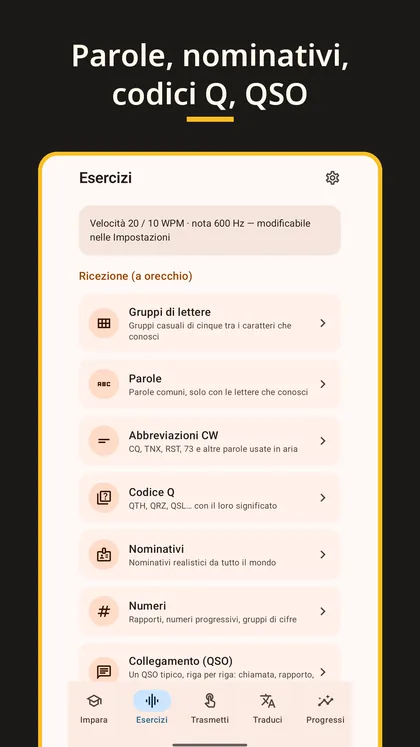 Parole, nominativi,
codici Q, QSO
Esercizi
Velocità 20 / 10 WPM · nota 600 Hz — modificabile
nelle Impostazioni
Ricezione (a orecchio)
Gruppi di lettere
Gruppi casuali di cinque tra i caratteri che
conosci
ABC
Parole
Parole comuni, solo con le lettere che conosci
Abbreviazioni CW
CQ, TNX, RST, 73 e altre parole usate in aria
Codice Q
QTH, QRZ, QSL... con il loro significato
Nominativi
Nominativi realistici da tutto il mondo
Numeri
Rapporti, numeri progressivi, gruppi di cifre
Collegamento (QSO)
Un QSO tipico, riga per riga: chiamata, rapporto,
Impara
Esercizi
Trasmetti
Traduci
Progressi